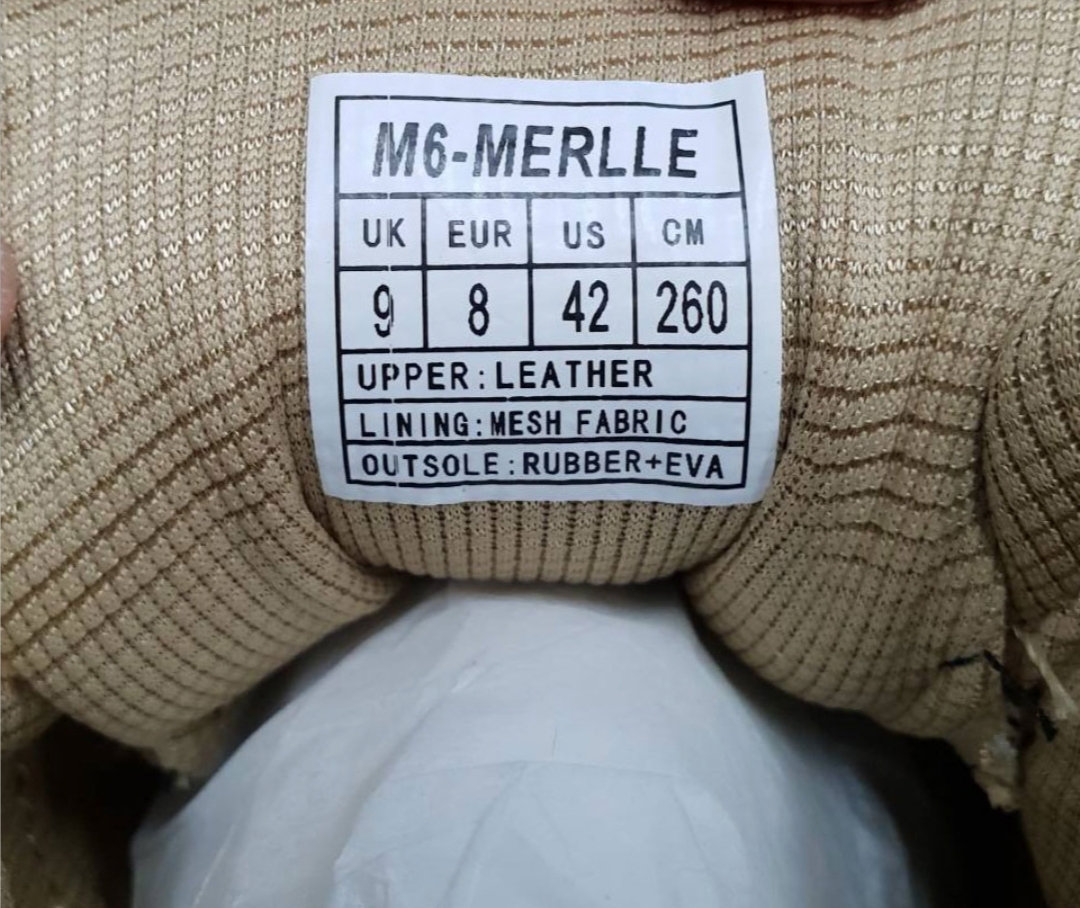 M6-MERLLE
UK EUR US CM
9 8 42 260
UPPER:LEATHER
LINING:MESH FABRIC
OUTSOLE:RUBBER+EVA